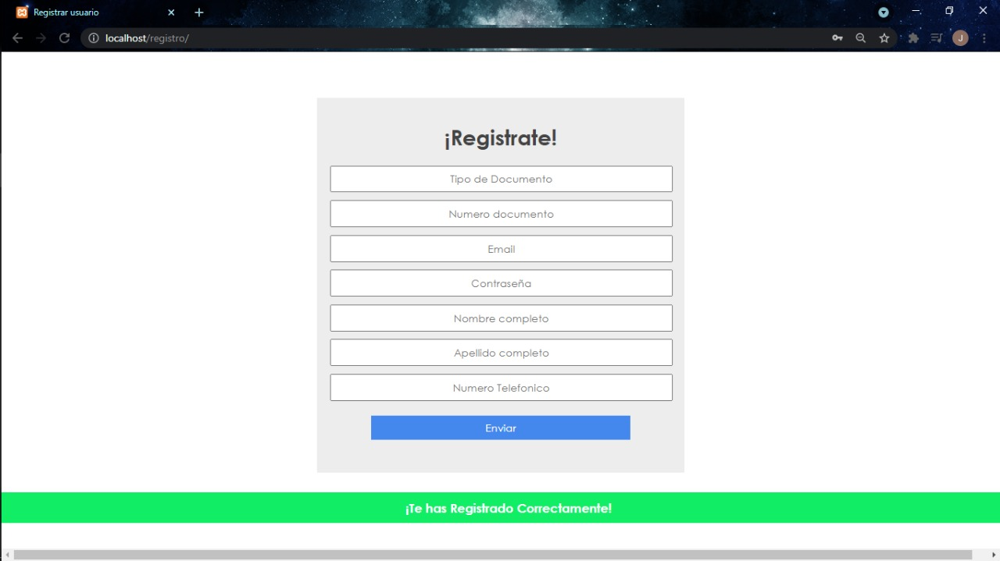 Registrar usuario
localhost/registro/
J
¡Registrate!
Tipo de Documento
Numero documento
Email
Contraseña
Nombre completo
Apellido completo
Numero Telefonico
Enviar
¡Te has Registrado Correctamente!